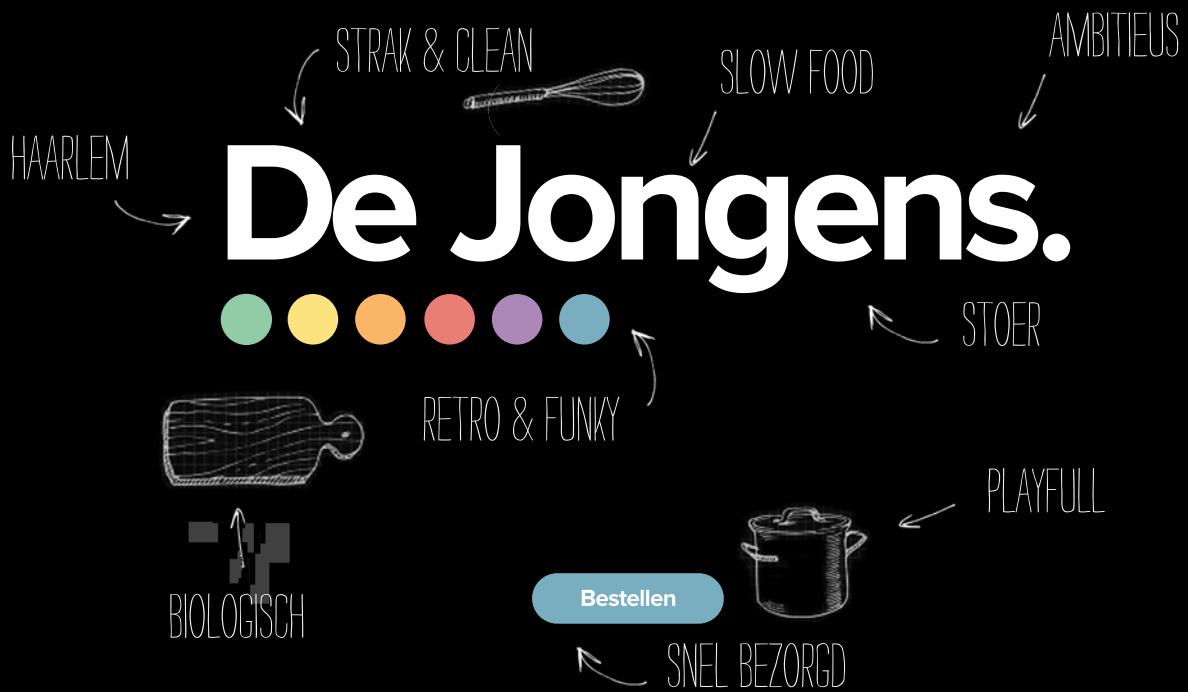 AMBITIEUS
STRAK & CLEAN
SLOW FOOD
HAARLEM
De Jongens.
STOER
RETRO & FUNKY
PLAYFULL
Bestellen
BIOLOGISCH
SNEL BEZORGD